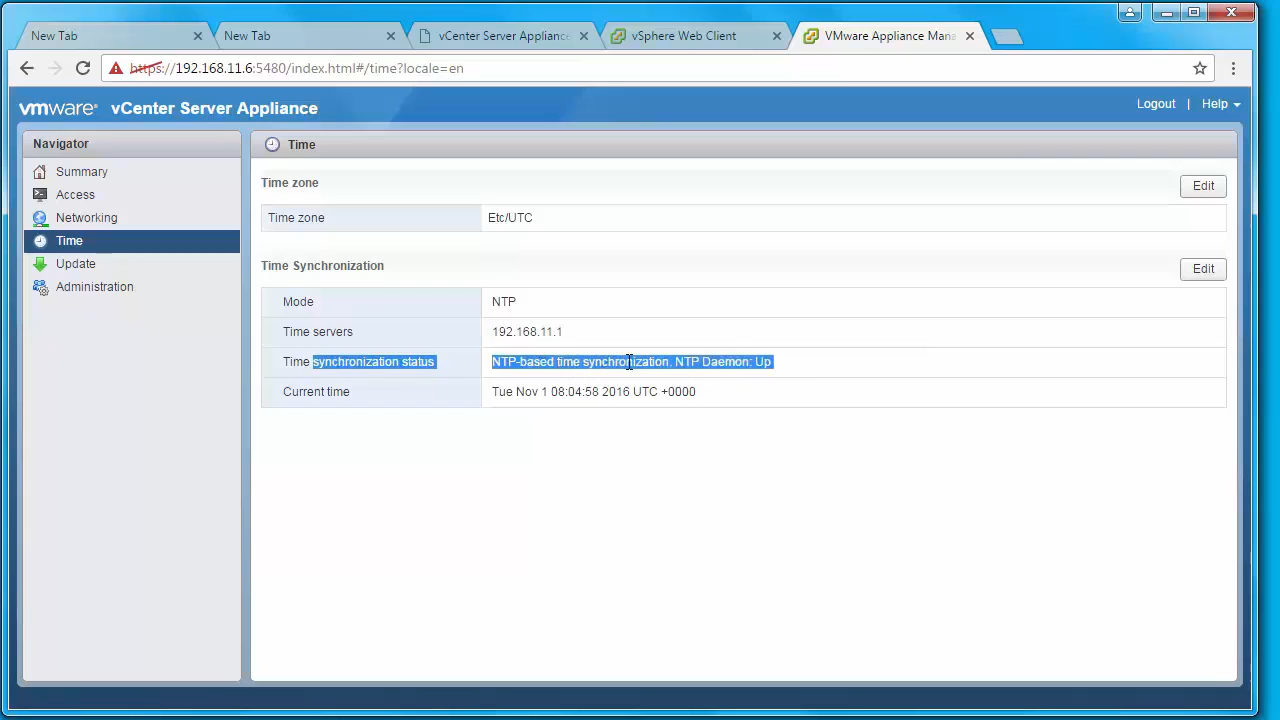 New Tab
New Tab
vCenter Server Appliance
vSphere Web Client
VMware Appliance Mana
https://192.168.11.6:5480/index.html#/time?locale=en
vmware® vCenter Server Appliance
Logout | Help
Navigator
Summary
Access
Networking
Time
Update
Administration
Time
Time zone
Edit
Time zone Etc/UTC
Time Synchronization
Edit
Mode NTP
Time servers 192.168.11.1
Time synchronization status NTP-based time synchronization. NTP Daemon: Up
Current time Tue Nov 1 08:04:58 2016 UTC +0000